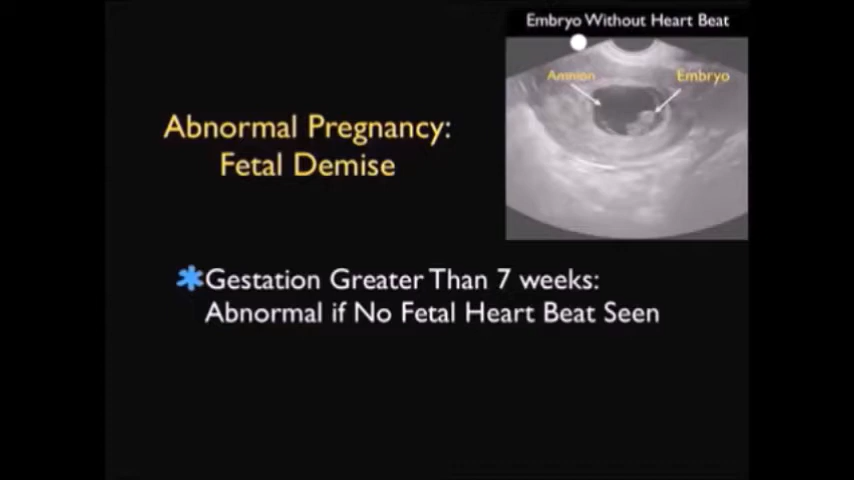 Embryo Without Heart Beat
Amnion
Embryo
Abnormal Pregnancy:
Fetal Demise
Gestation Greater Than 7 weeks:
Abnormal if No Fetal Heart Beat Seen